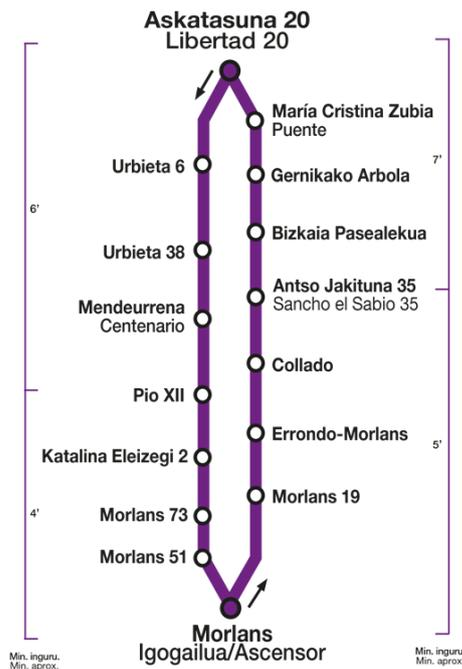 Askatasuna 20
Libertad 20
María Cristina Zubia
Puente
7'
Urbieta 6
Gernikako Arbola
6'
Bizkaia Pasealekua
Urbieta 38
Antso Jakituna 35
Sancho el Sabio 35
Mendeurrena
Centenario
Collado
Pio XII
Errondo-Morlans
5'
Katalina Eleizegi 2
Morlans 19
4'
Morlans 73
Morlans 51
Morlans
Igogailua/Ascensor
Min. inguru.
Min. aprox.
Min. inguru.
Min. aprox.